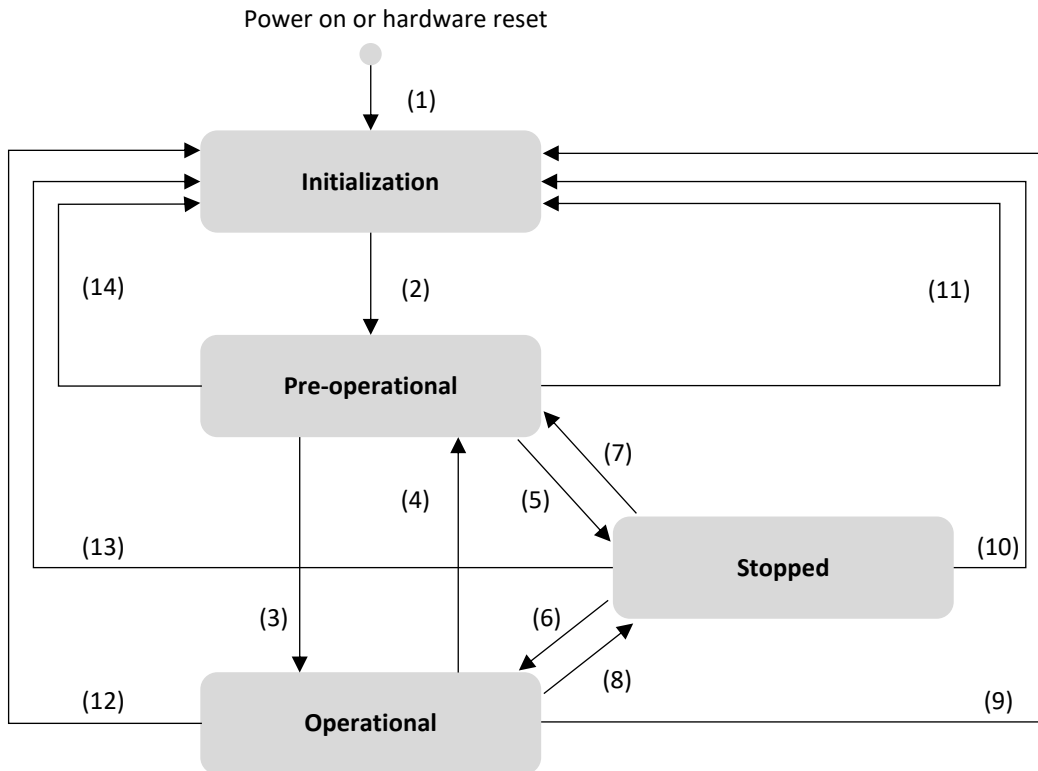 Power on or hardware reset
(1)
Initialization
(14)
(2)
(11)
Pre-operational
(7)
(4)
(5)
(13)
Stopped
(10)
(3)
(6)
(8)
(12)
Operational
(9)